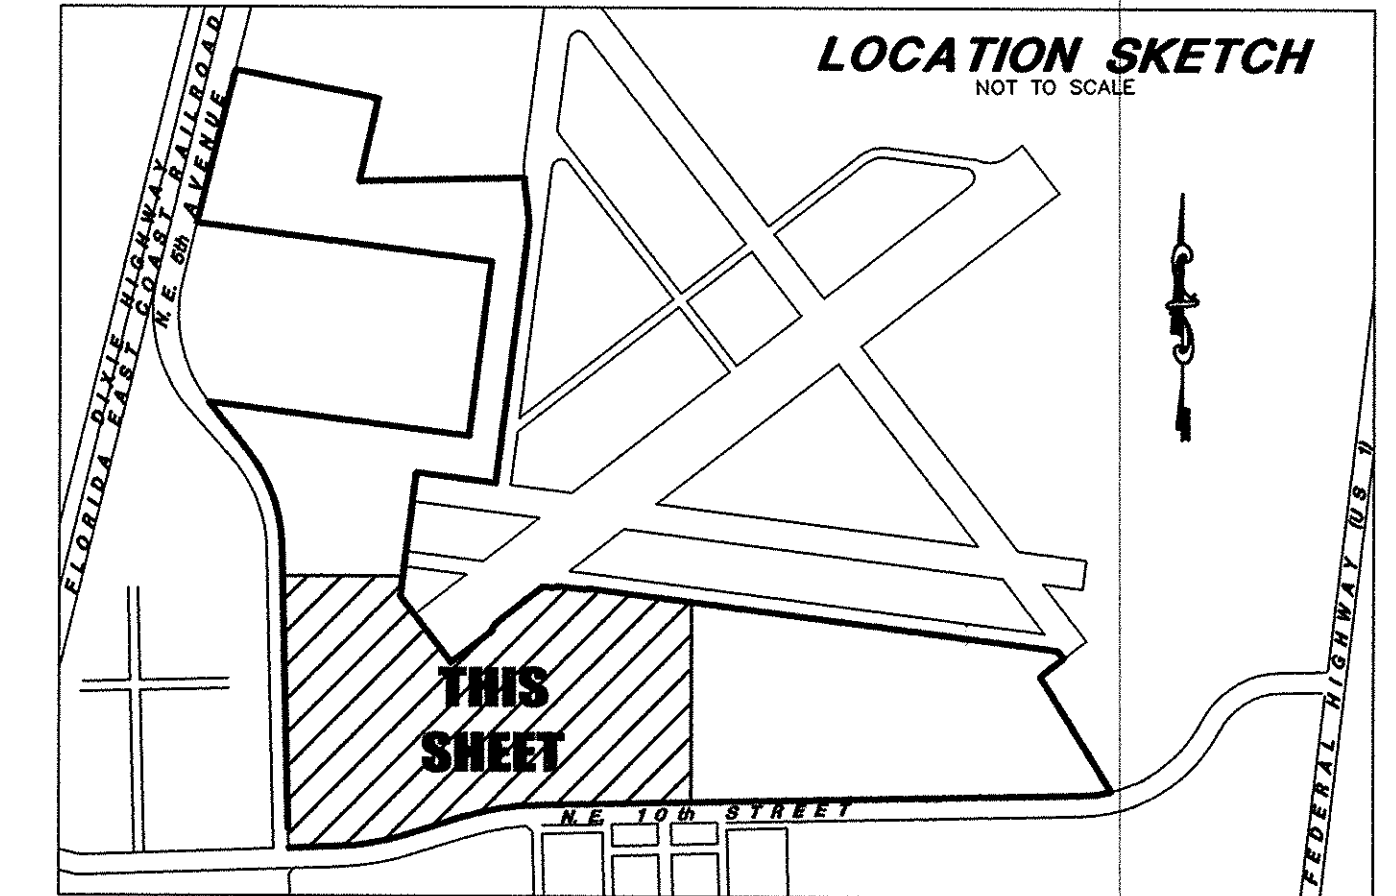 LOCATION SKETCH
NOT TO SCALE
DIXIE HIGHWAY
FLORIDA EAST COAST RAILROAD
N.E. 5th AVENUE
THIS
SHEET
N.E. 10th STREET
FEDERAL HIGHWAY (US 1)